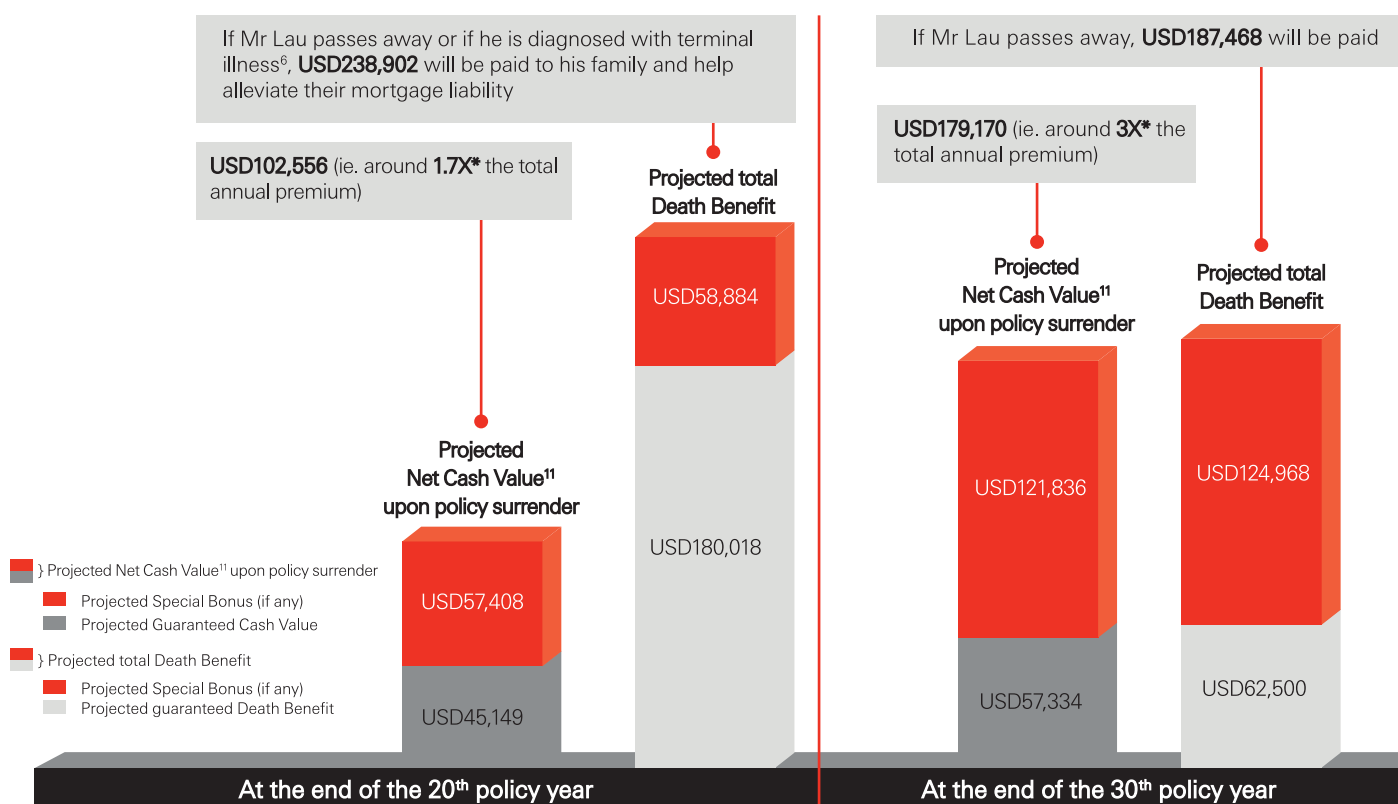 If Mr Lau passes away or if he is diagnosed with terminal
illness⁶, USD238,902 will be paid to his family and help
alleviate their mortgage liability
USD102,556 (ie. around 1.7X* the total
annual premium)
Projected total
Death Benefit
USD58,884
USD180,018
Projected
Net Cash Value¹¹
upon policy surrender
USD57,408
USD45,149
} Projected Net Cash Value¹¹ upon policy surrender
Projected Special Bonus (if any)
Projected Guaranteed Cash Value
} Projected total Death Benefit
Projected Special Bonus (if any)
Projected guaranteed Death Benefit
At the end of the 20ᵗʰ policy year
If Mr Lau passes away, USD187,468 will be paid
USD179,170 (ie. around 3X* the
total annual premium)
Projected
Net Cash Value¹¹
upon policy surrender
USD121,836
USD57,334
Projected total
Death Benefit
USD124,968
USD62,500
At the end of the 30ᵗʰ policy year